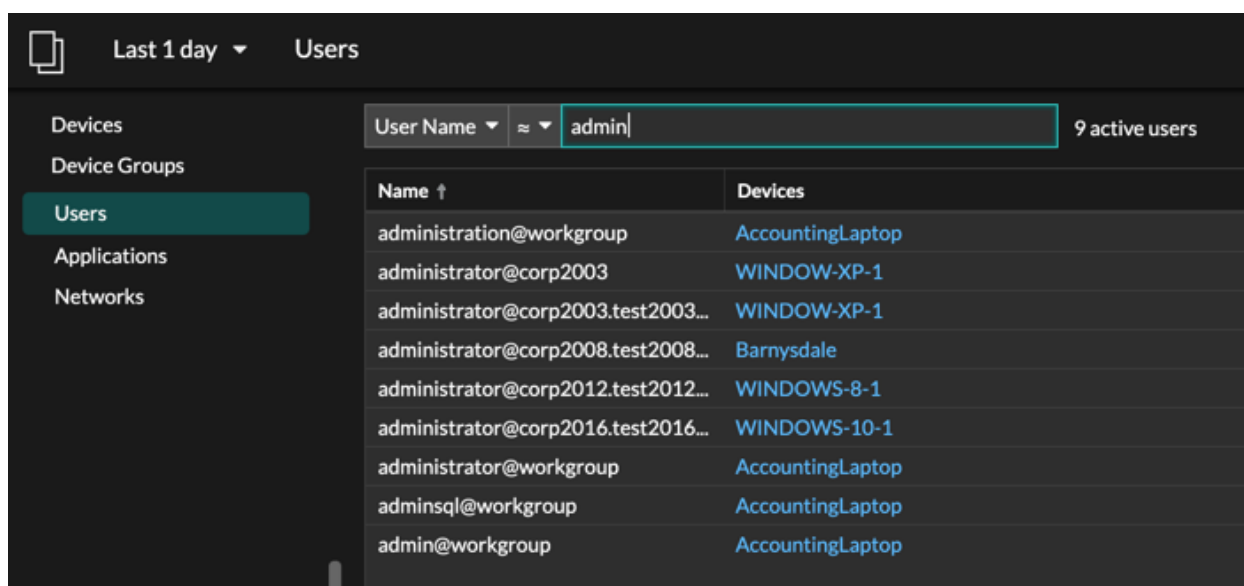 Last 1 day Users
Devices
Device Groups
Users
Applications
Networks
User Name ≈ admin 9 active users
Name ↑ Devices
administration@workgroup AccountingLaptop
administrator@corp2003 WINDOW-XP-1
administrator@corp2003.test2003... WINDOW-XP-1
administrator@corp2008.test2008... Barnysdale
administrator@corp2012.test2012... WINDOWS-8-1
administrator@corp2016.test2016... WINDOWS-10-1
administrator@workgroup AccountingLaptop
adminsql@workgroup AccountingLaptop
admin@workgroup AccountingLaptop